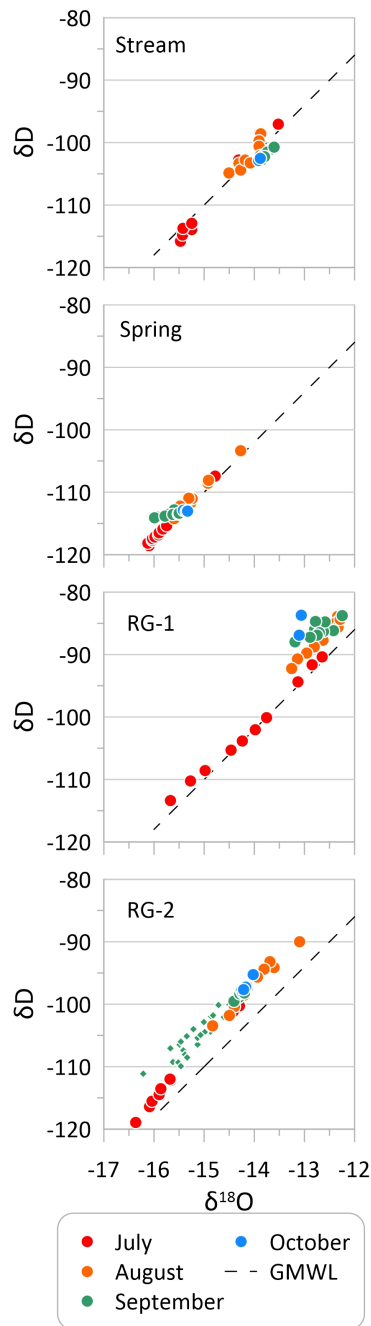 -80
Stream
-90
-100
δD
-110
-120
-80
Spring
-90
-100
δD
-110
-120
-80
RG-1
-90
-100
δD
-110
-120
-80
RG-2
-90
-100
δD
-110
-120
-17 -16 -15 -14 -13 -12
δ¹⁸O
July October
August GMWL
September